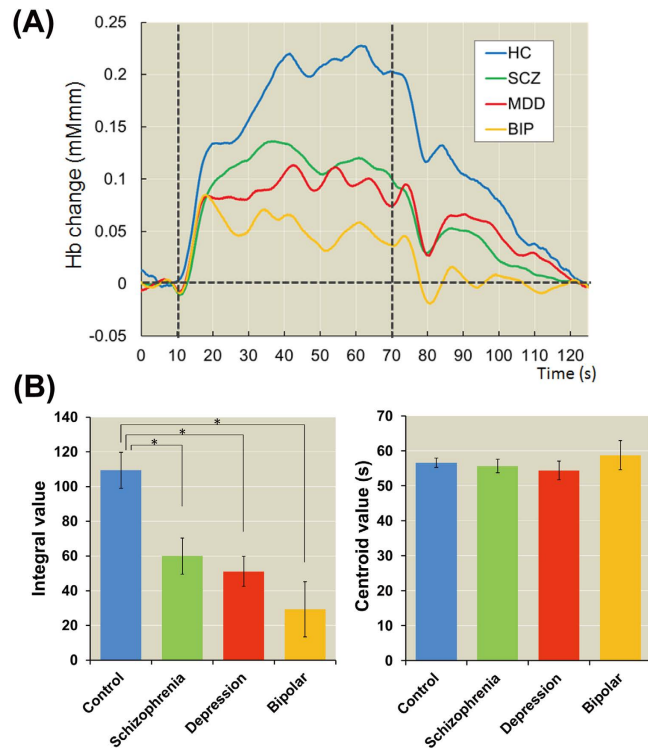 (A)
0.25
0.2
0.15
0.1
0.05
0
-0.05
Hb change (mMmm)
HC
SCZ
MDD
BIP
0 10 20 30 40 50 60 70 80 90 100 110 120
Time (s)
(B)
140
120
100
80
60
40
20
0
Integral value
*
*
*
Control
Schizophrenia
Depression
Bipolar
70
60
50
40
30
20
10
0
Centroid value (s)
Control
Schizophrenia
Depression
Bipolar